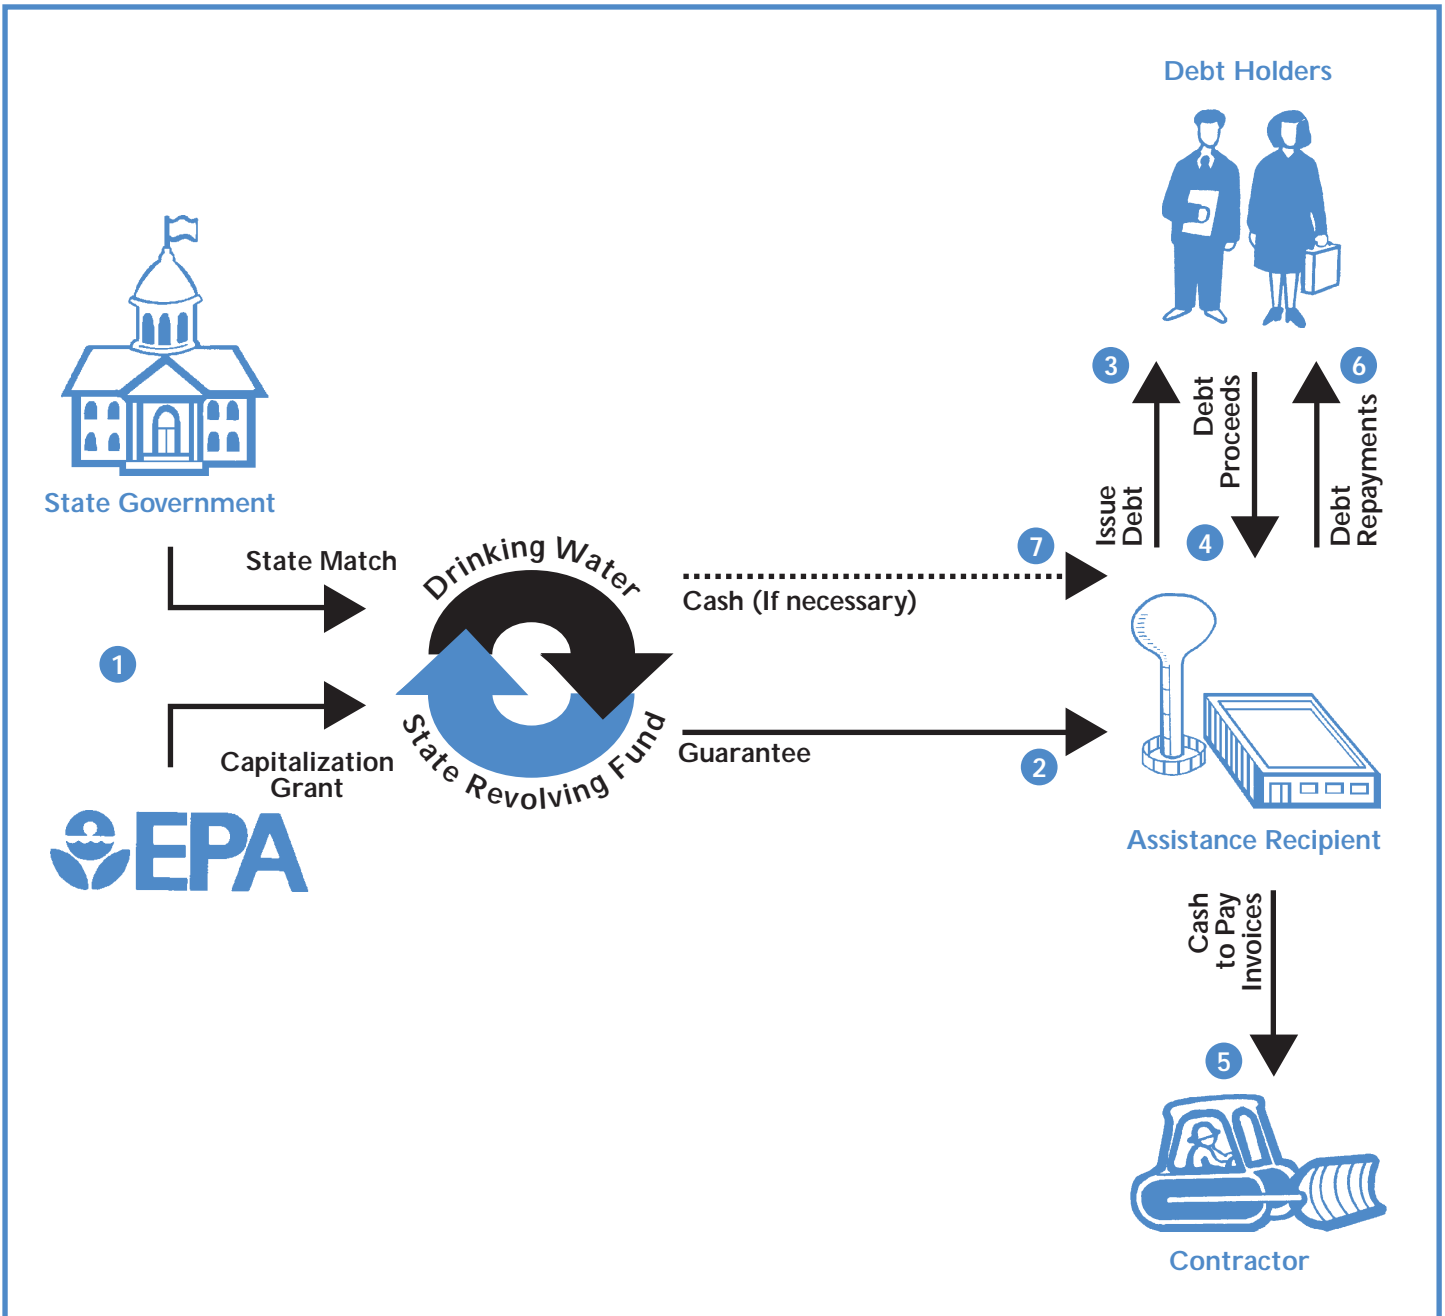 Debt Holders
State Government
3
Issue
Debt
Debt
Proceeds
4
6
Debt
Repayments
State Match
1
Capitalization
Grant
EPA
Drinking Water
State Revolving Fund
7
Cash (If necessary)
Guarantee
2
Assistance Recipient
Cash
to Pay
Invoices
5
Contractor